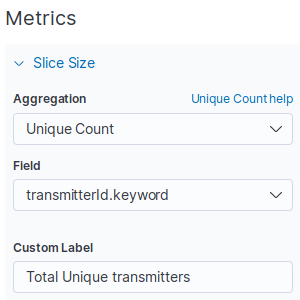 Metrics
Slice Size
Aggregation Unique Count help
Unique Count
Field
transmitterId.keyword
Custom Label
Total Unique transmitters